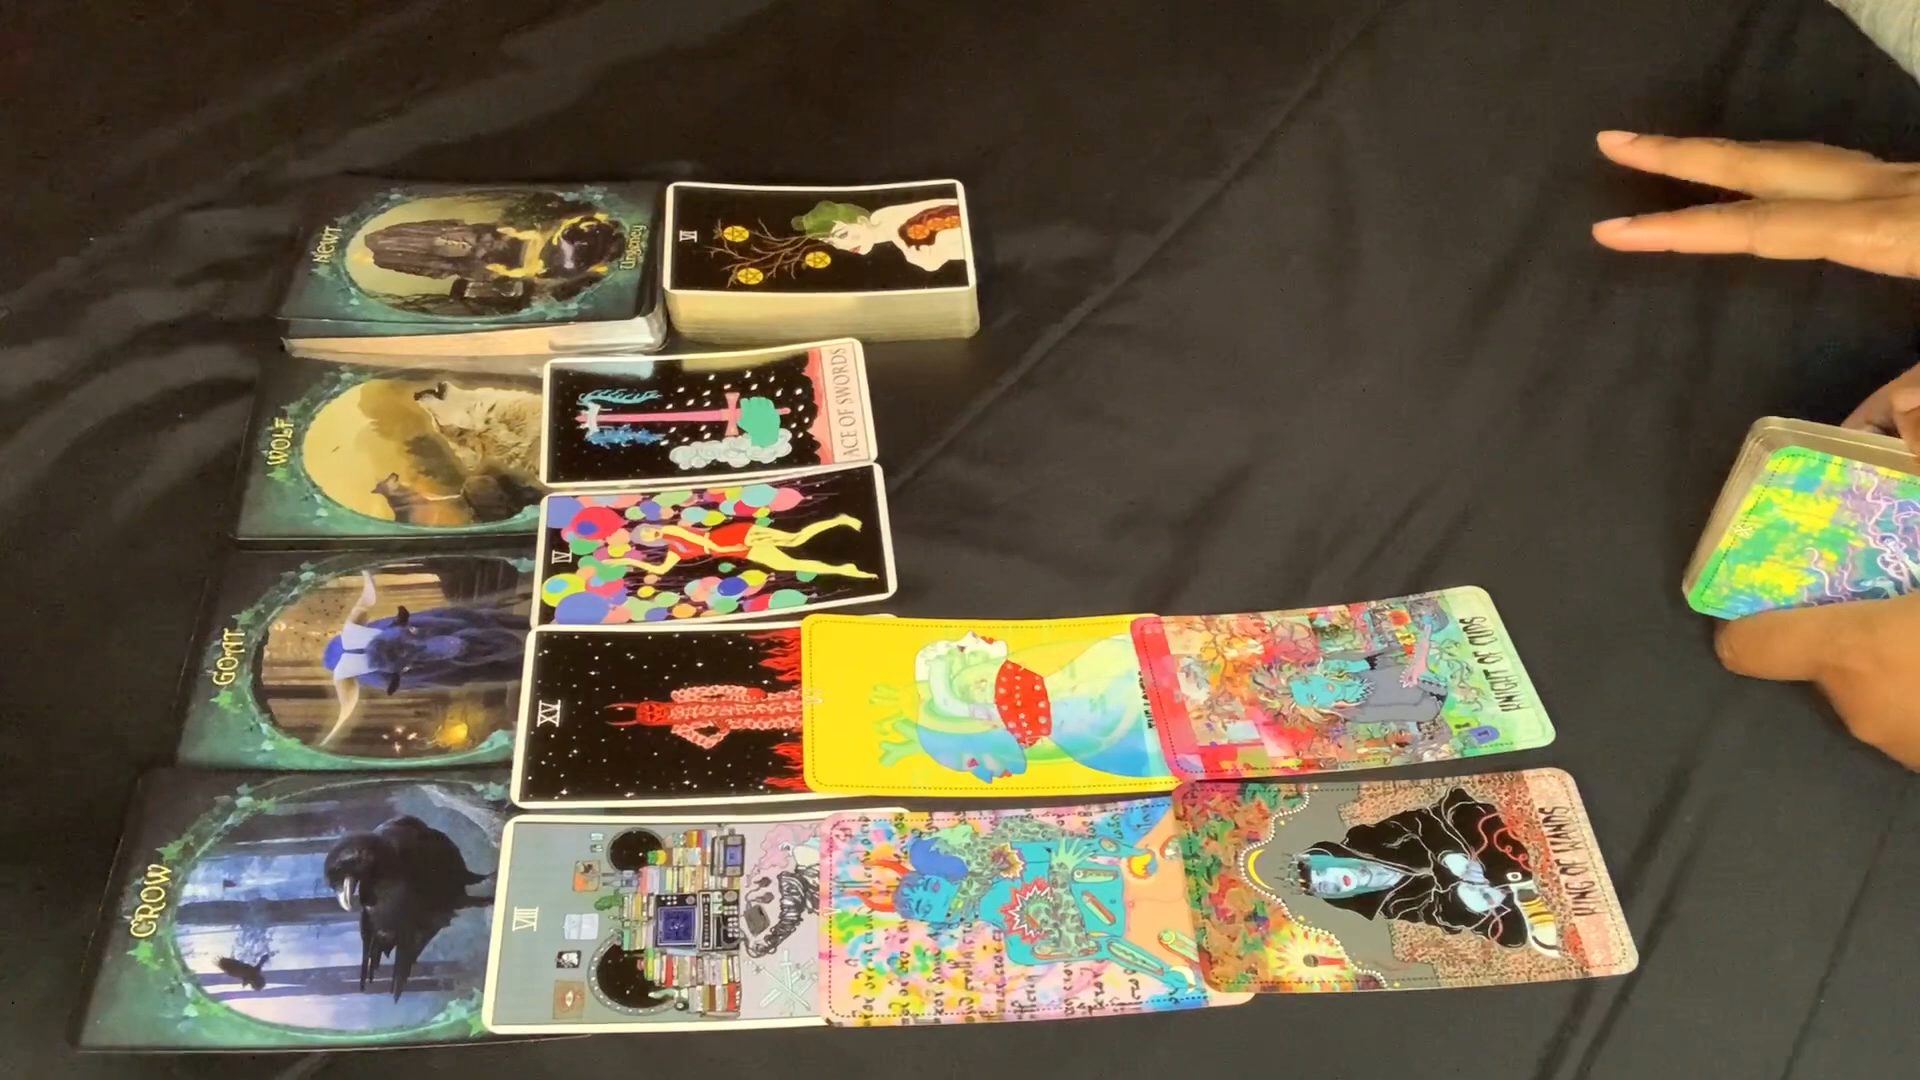 NEWT
Urgency
VI
WOLF
ACE OF SWORDS
IV
GOAT
XV
KNIGHT OF CUPS
CROW
VIII
KING OF WANDS